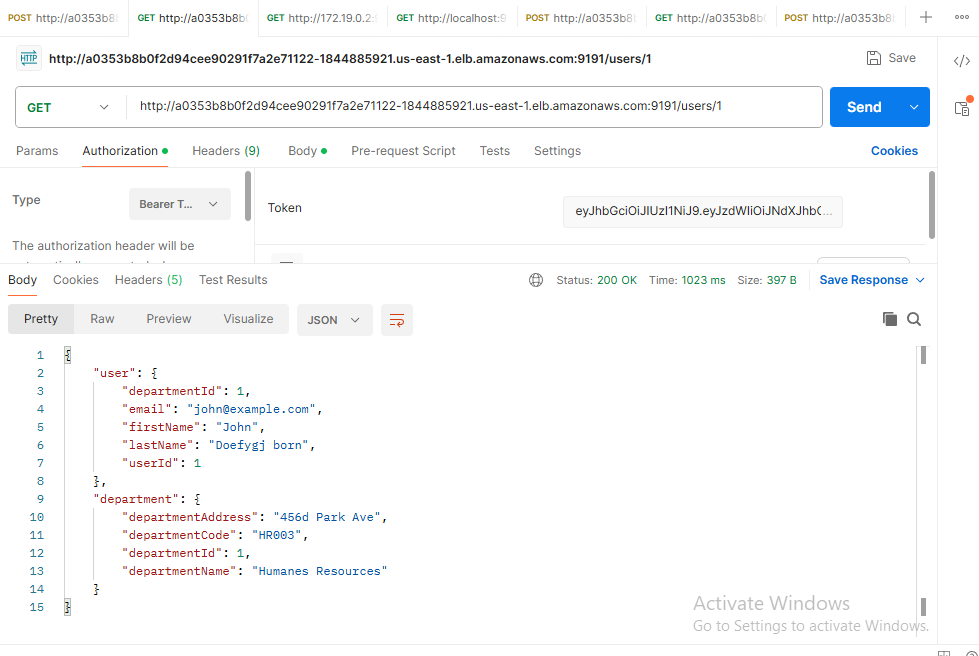 POST http://a0353b8l
GET http://a0353b8b0
GET http://172.19.0.2:9
GET http://localhost:9
POST http://a0353b8
GET http://a0353b8b0
POST http://a0353b8
HTTP http://a0353b8b0f2d94cee90291f7a2e71122-1844885921.us-east-1.elb.amazonaws.com:9191/users/1
Save
GET http://a0353b8b0f2d94cee90291f7a2e71122-1844885921.us-east-1.elb.amazonaws.com:9191/users/1 Send
Params Authorization Headers (9) Body Pre-request Script Tests Settings Cookies
Type Bearer T...
Token eyJhbGciOiJIUzI1NiJ9.eyJzdWIiOiJNdXJhbC...
The authorization header will be
Body Cookies Headers (5) Test Results Status: 200 OK Time: 1023 ms Size: 397 B Save Response
Pretty Raw Preview Visualize JSON
1 {
2 "user": {
3 "departmentId": 1,
4 "email": "john@example.com",
5 "firstName": "John",
6 "lastName": "Doefygj born",
7 "userId": 1
8 },
9 "department": {
10 "departmentAddress": "456d Park Ave",
11 "departmentCode": "HR003",
12 "departmentId": 1,
13 "departmentName": "Humanes Resources"
14 }
15 }
Activate Windows
Go to Settings to activate Windows.